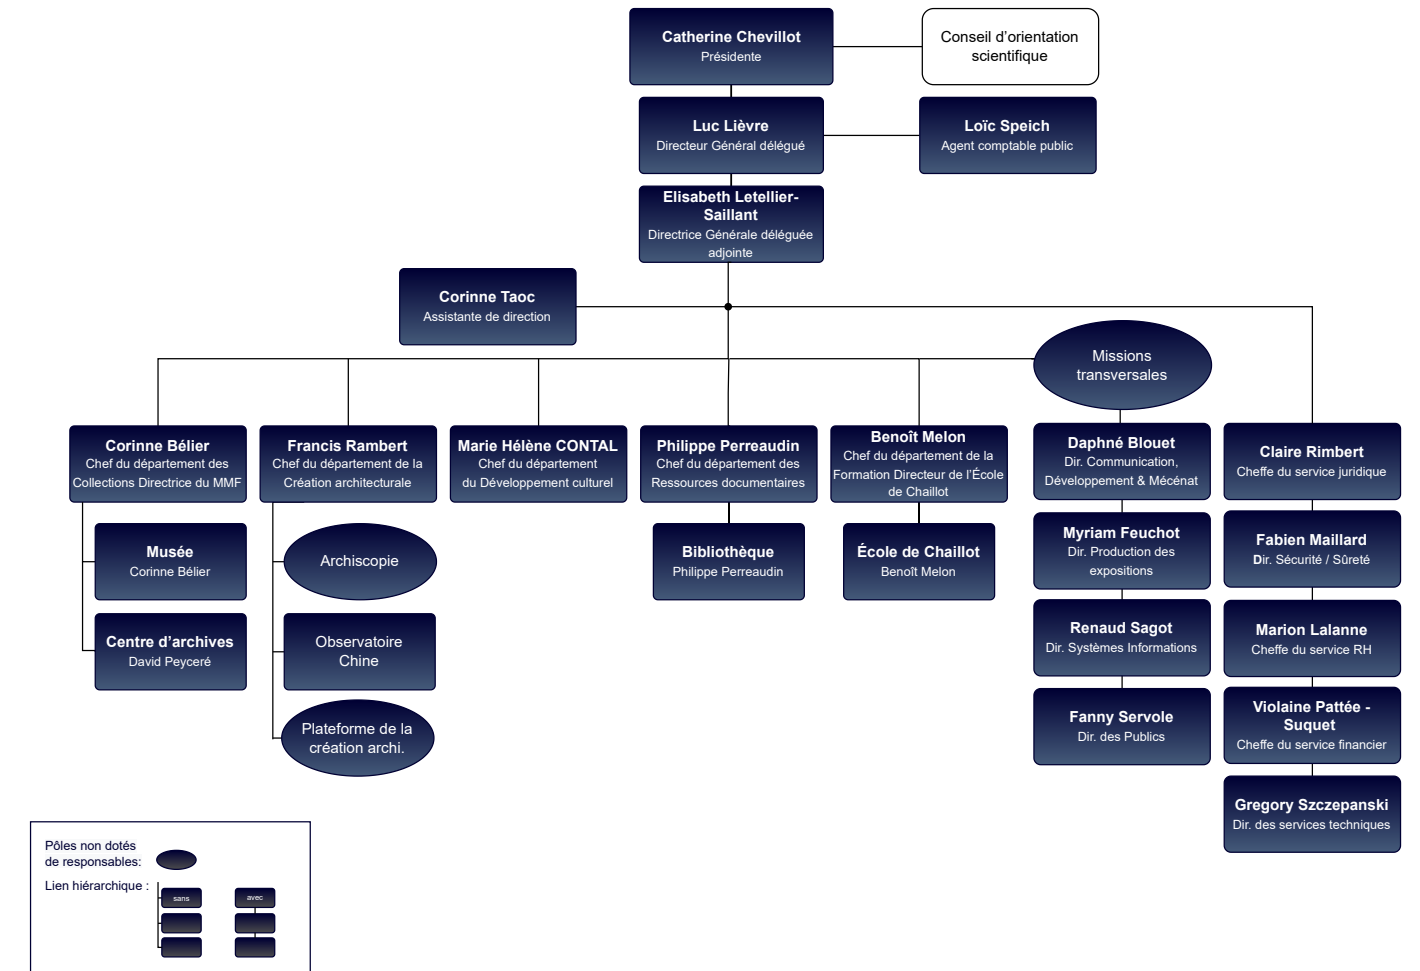 Catherine Chevillot
Présidente
Conseil d’orientation
scientifique
Luc Lièvre
Directeur Général délégué
Loïc Speich
Agent comptable public
Elisabeth Letellier-
Saillant
Directrice Générale déléguée
adjointe
Corinne Taoc
Assistante de direction
Missions
transversales
Corinne Bélier
Chef du département des
Collections Directrice du MMF
Francis Rambert
Chef du département de la
Création architecturale
Marie Hélène CONTAL
Chef du département
du Développement culturel
Philippe Perreaudin
Chef du département des
Ressources documentaires
Benoît Melon
Chef du département de la
Formation Directeur de l’École
de Chaillot
Daphné Blouet
Dir. Communication,
Développement & Mécénat
Claire Rimbert
Cheffe du service juridique
Musée
Corinne Bélier
Archiscopie
Bibliothèque
Philippe Perreaudin
École de Chaillot
Benoît Melon
Myriam Feuchot
Dir. Production des
expositions
Fabien Maillard
Dir. Sécurité / Sûreté
Centre d’archives
David Peyceré
Observatoire
Chine
Renaud Sagot
Dir. Systèmes Informations
Marion Lalanne
Cheffe du service RH
Plateforme de la
création archi.
Fanny Servole
Dir. des Publics
Violaine Pattée -
Suquet
Cheffe du service financier
Gregory Szczepanski
Dir. des services techniques
Pôles non dotés
de responsables:
Lien hiérarchique :
sans
avec